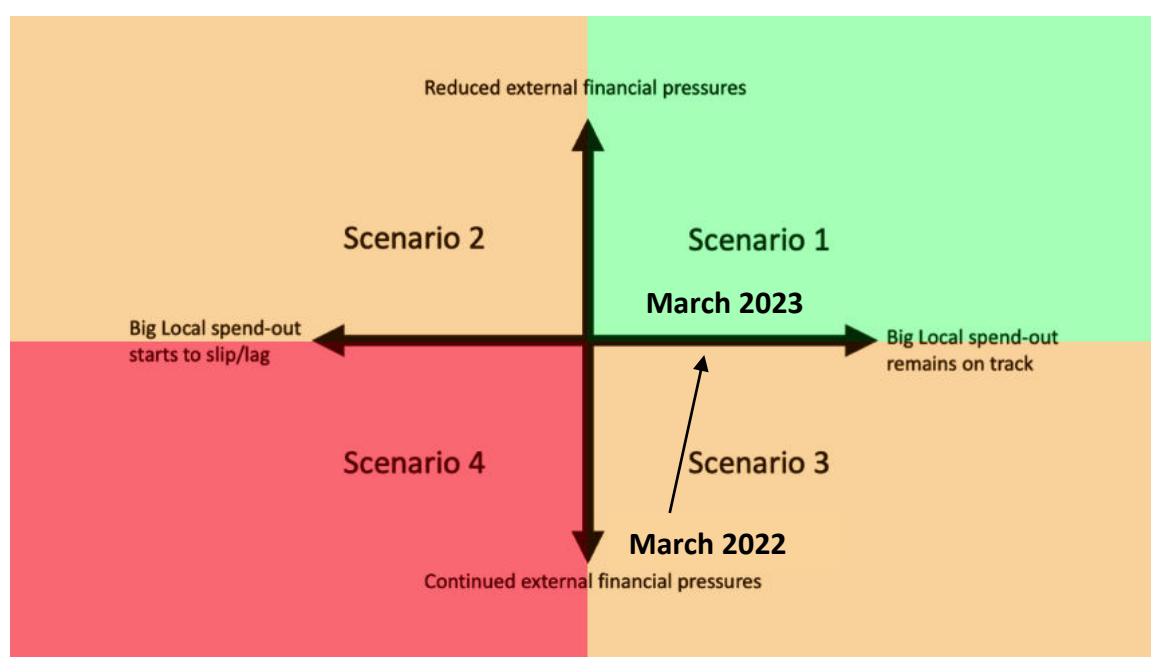 Reduced external financial pressures
Scenario 2
Scenario 1
March 2023
Big Local spend-out
starts to slip/lag
Big Local spend-out
remains on track
Scenario 4
Scenario 3
March 2022
Continued external financial pressures